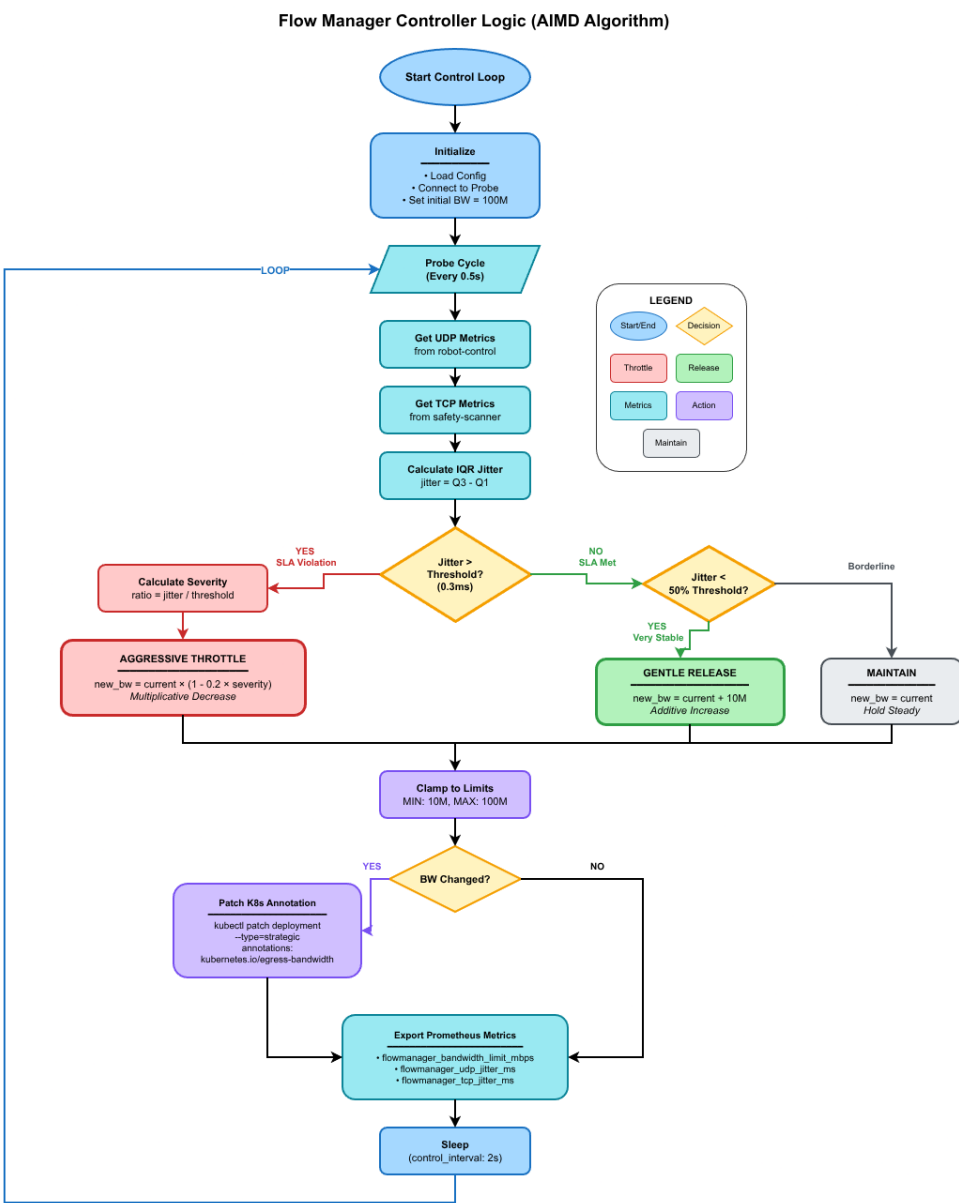 Flow Manager Controller Logic (AIMD Algorithm)
Start Control Loop
Initialize
• Load Config
• Connect to Probe
• Set initial BW = 100M
LOOP
Probe Cycle
(Every 0.5s)
LEGEND
Start/End
Decision
Throttle
Release
Metrics
Action
Maintain
Get UDP Metrics
from robot-control
Get TCP Metrics
from safety-scanner
Calculate IQR Jitter
jitter = Q3 - Q1
Jitter >
Threshold?
(0.3ms)
YES
SLA Violation
NO
SLA Met
Calculate Severity
ratio = jitter / threshold
Jitter <
50% Threshold?
Borderline
YES
Very Stable
AGGRESSIVE THROTTLE
new_bw = current × (1 - 0.2 × severity)
Multiplicative Decrease
GENTLE RELEASE
new_bw = current + 10M
Additive Increase
MAINTAIN
new_bw = current
Hold Steady
Clamp to Limits
MIN: 10M, MAX: 100M
BW Changed?
YES
NO
Patch K8s Annotation
kubectl patch deployment
--type=strategic
annotations:
kubernetes.io/egress-bandwidth
Export Prometheus Metrics
• flowmanager_bandwidth_limit_mbps
• flowmanager_udp_jitter_ms
• flowmanager_tcp_jitter_ms
Sleep
(control_interval: 2s)